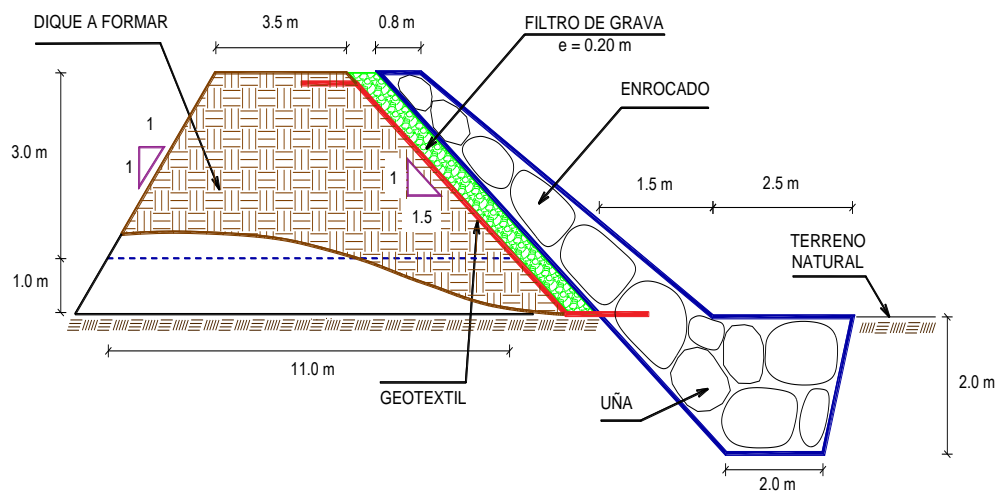 DIQUE A FORMAR
3.5 m
0.8 m
FILTRO DE GRAVA
e = 0.20 m
ENROCADO
1
1
3.0 m
1
1.5
1.5 m
2.5 m
TERRENO
NATURAL
1.0 m
11.0 m
GEOTEXTIL
UÑA
2.0 m
2.0 m